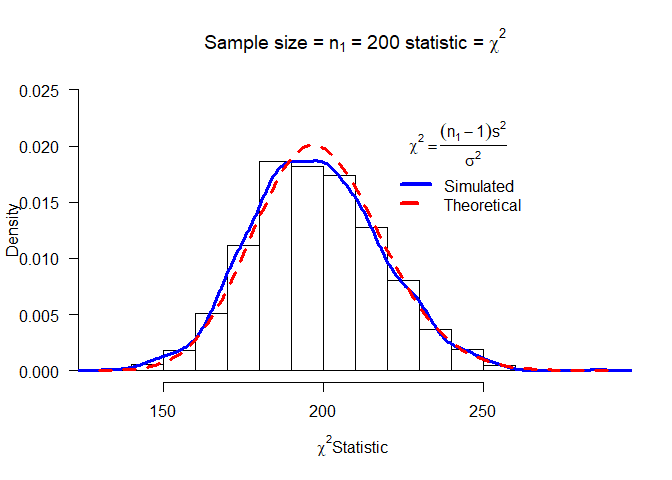 Sample size = n₁ = 200 statistic = χ²
0.025
0.020
0.015
0.010
0.005
0.000
Density
χ² = (n₁ − 1)s² / σ²
Simulated
Theoretical
150 200 250
χ²Statistic